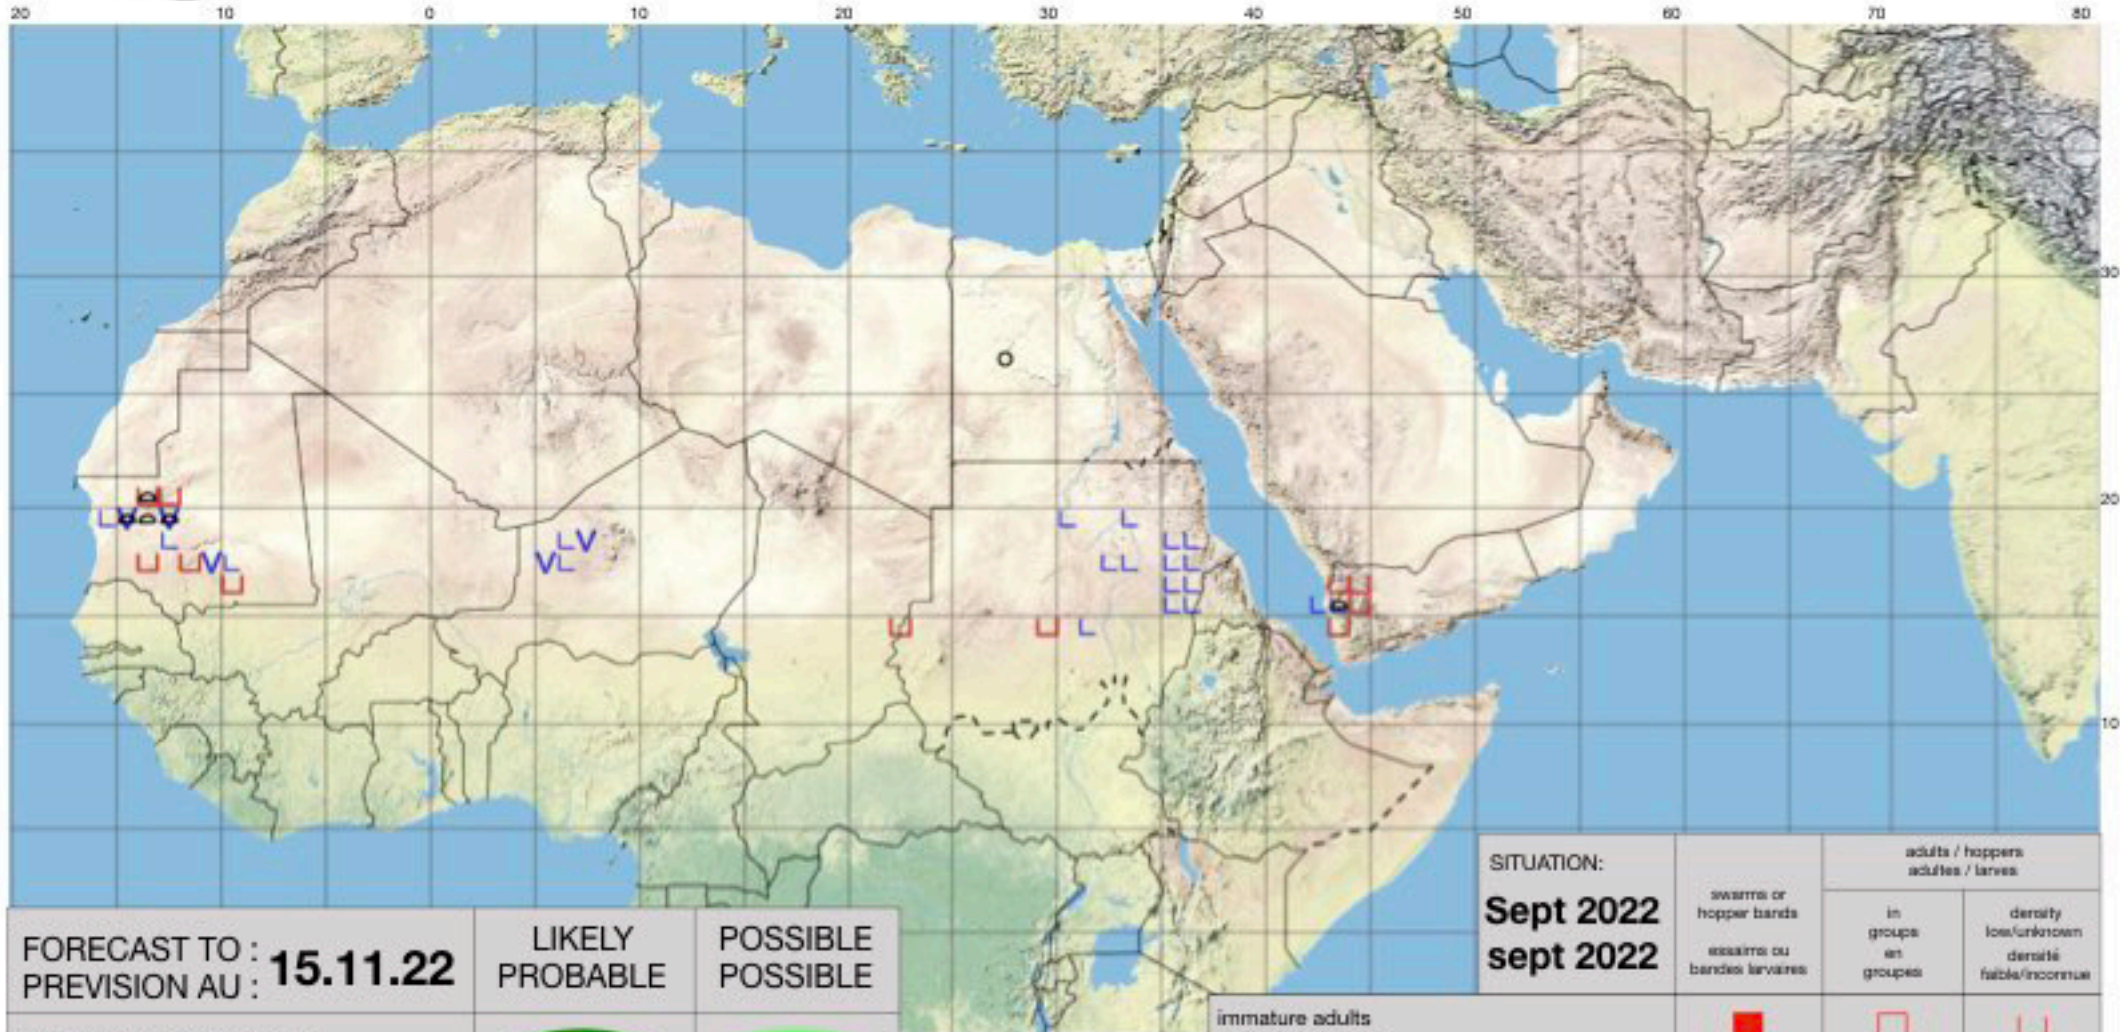 20 10 0 10 20 30 40 50 60 70 80
30
20
10
SITUATION:
Sept 2022
sept 2022
swarms or
hopper bands
essaims ou
bandes larvaires
adults / hoppers
adultes / larves
in
groups
en
groupes
density
low/unknown
densité
faible/inconnue
FORECAST TO :
PREVISION AU :
15.11.22
LIKELY
PROBABLE
POSSIBLE
POSSIBLE
immature adults